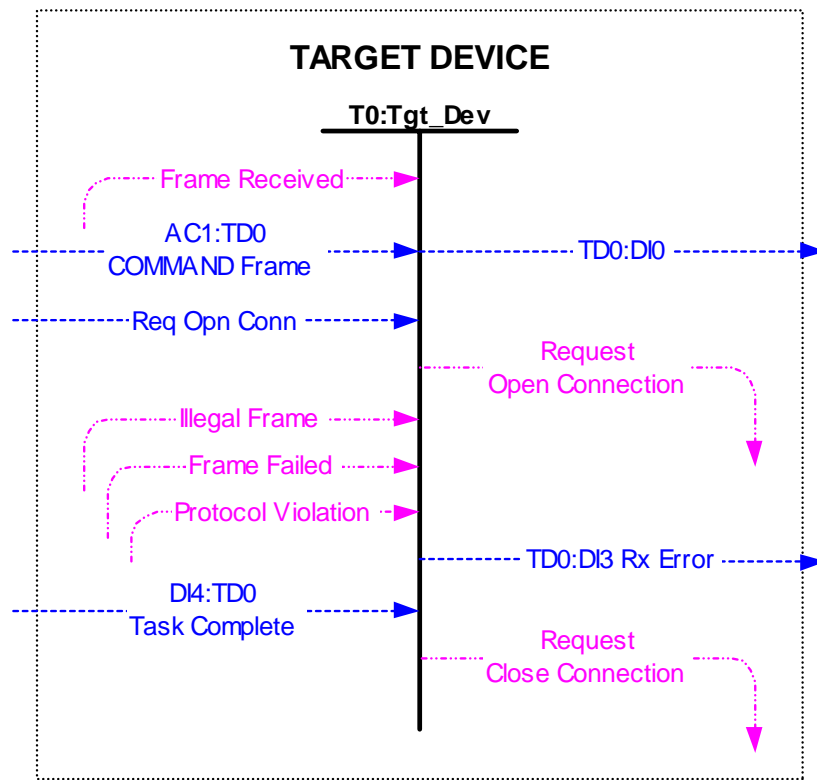 TARGET DEVICE
T0:Tgt_Dev
Frame Received
AC1:TD0
COMMAND Frame
TD0:DI0
Req Opn Conn
Request
Open Connection
Illegal Frame
Frame Failed
Protocol Violation
TD0:DI3 Rx Error
DI4:TD0
Task Complete
Request
Close Connection